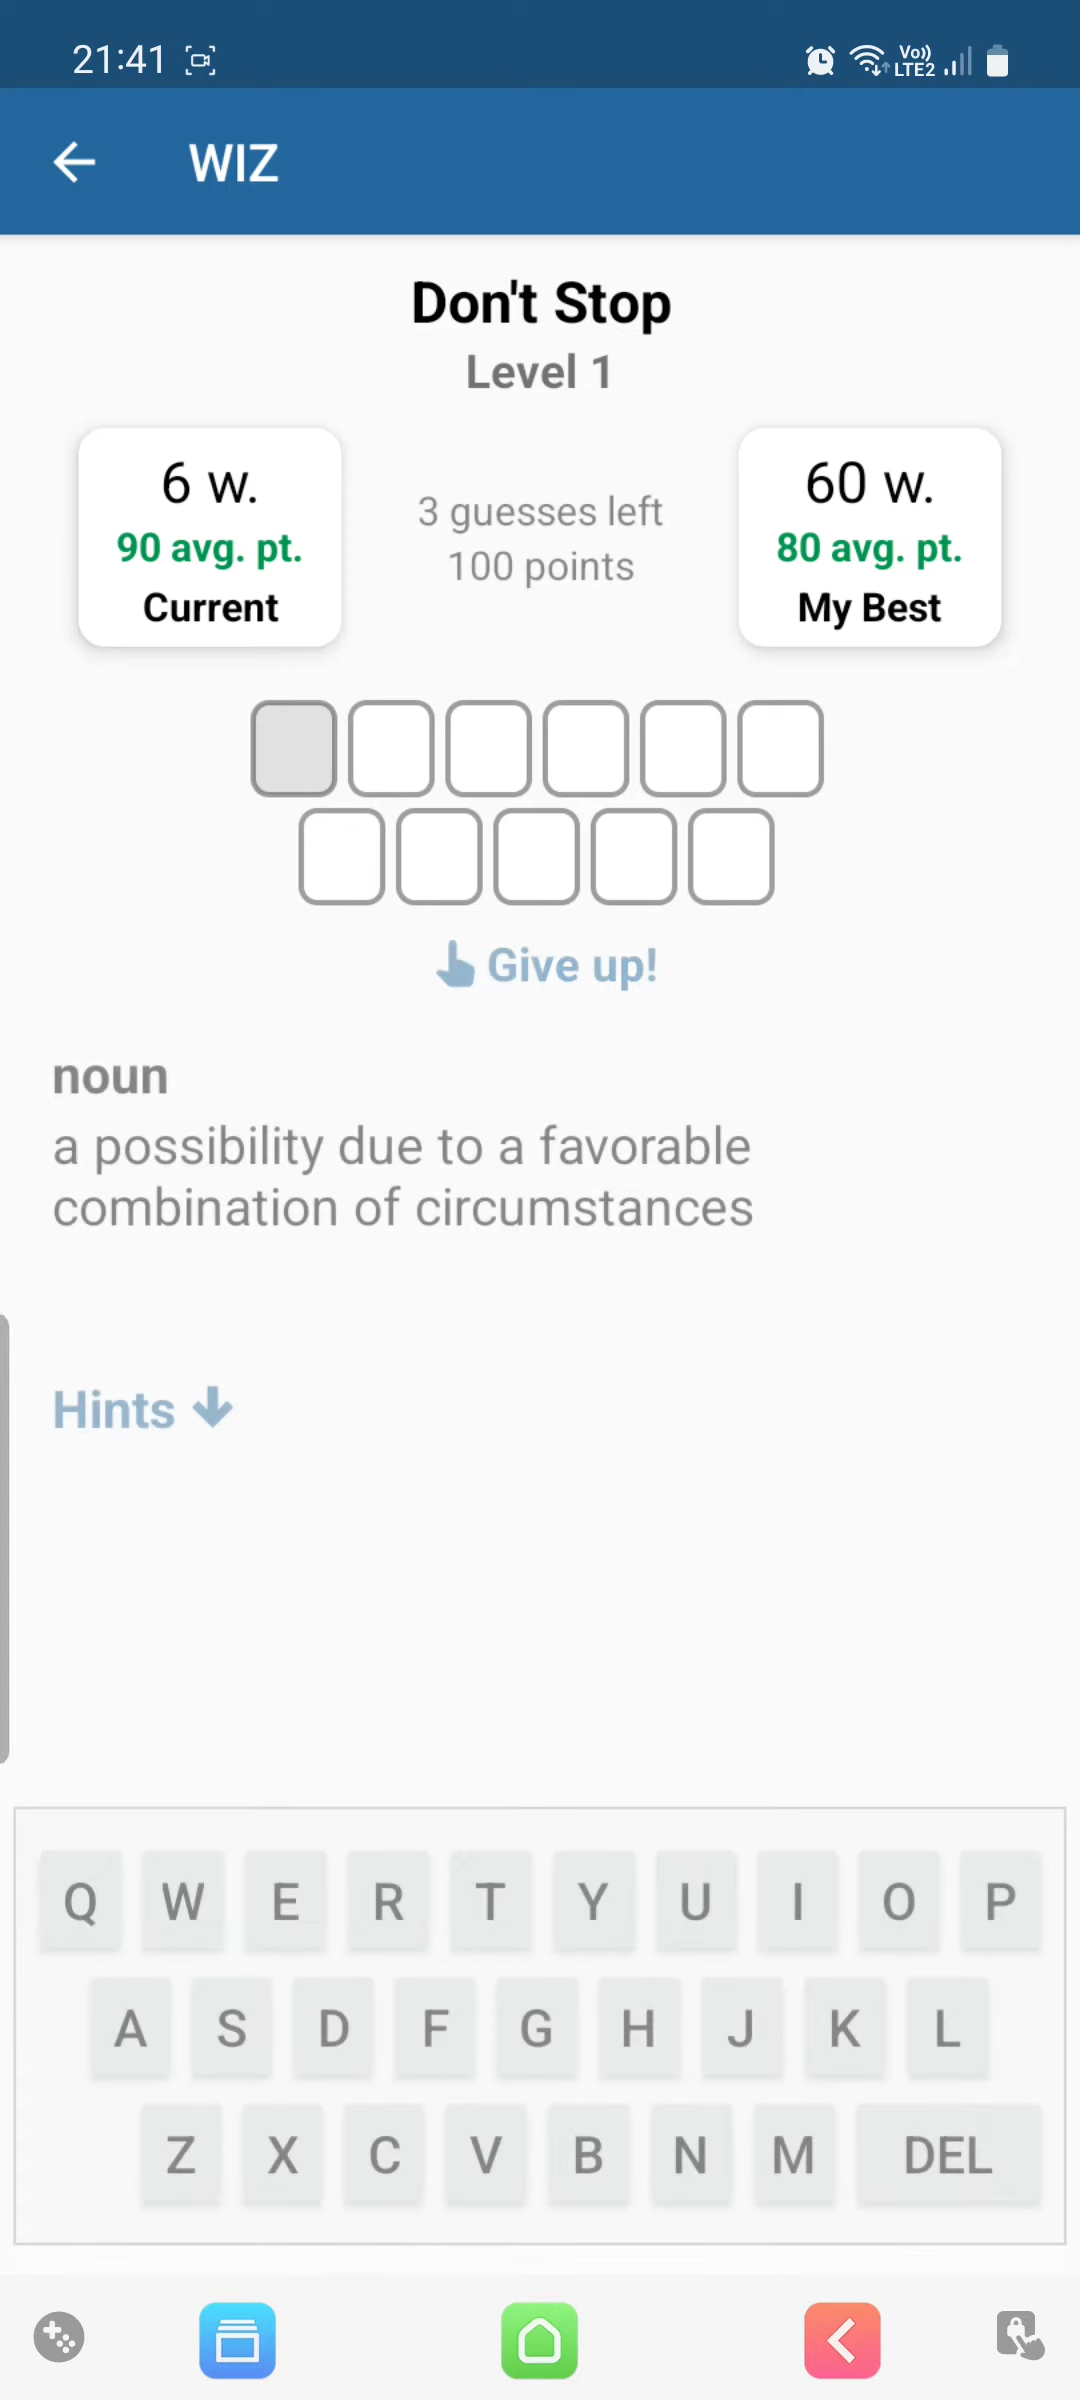 21:41
Vo))
LTE2
WIZ
Don't Stop
Level 1
6 w.
90 avg. pt.
Current
3 guesses left
100 points
60 w.
80 avg. pt.
My Best
Give up!
noun
a possibility due to a favorable
combination of circumstances
Hints
Q W E R T Y U I O P
A S D F G H J K L
Z X C V B N M DEL